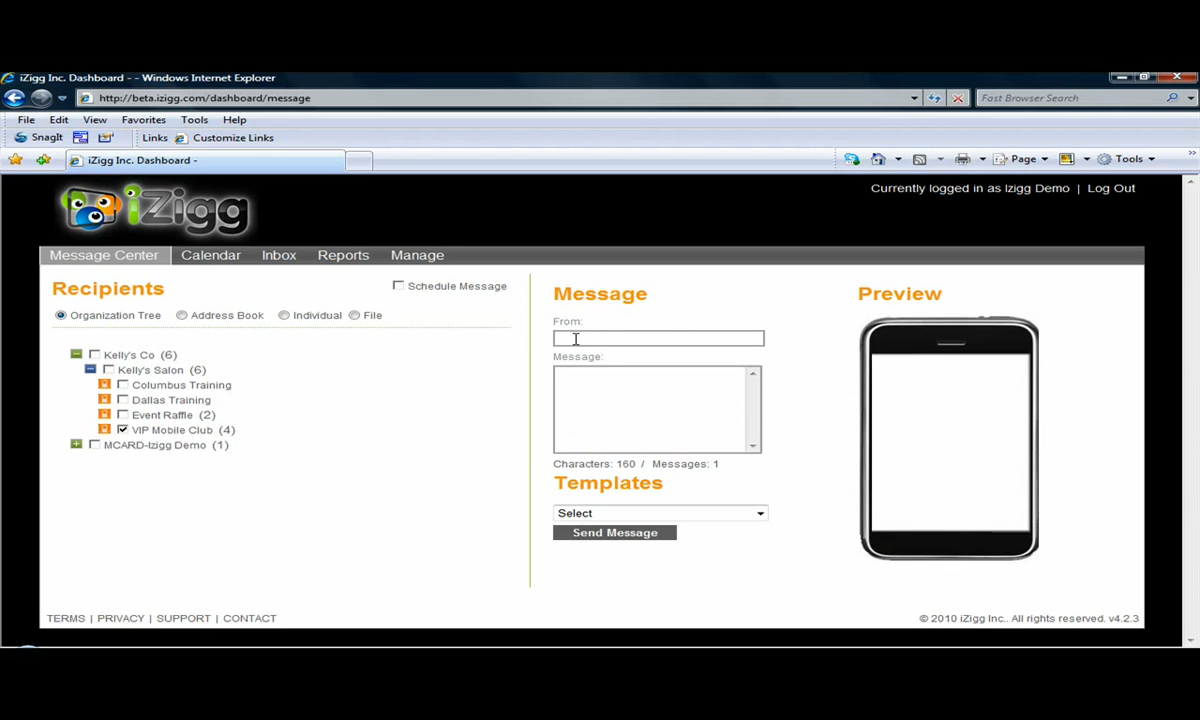 iZigg Inc. Dashboard - - Windows Internet Explorer
http://beta.izigg.com/dashboard/message
Fast Browser Search
File Edit View Favorites Tools Help
SnagIt Links Customize Links
iZigg Inc. Dashboard -
Page Tools
iZigg
Currently logged in as Izigg Demo | Log Out
Message Center Calendar Inbox Reports Manage
Recipients
Schedule Message
Organization Tree Address Book Individual File
Kelly's Co (6)
Kelly's Salon (6)
Columbus Training
Dallas Training
Event Raffle (2)
VIP Mobile Club (4)
MCARD-Izigg Demo (1)
Message
From:
Message:
Characters: 160 / Messages: 1
Templates
Select
Send Message
Preview
TERMS | PRIVACY | SUPPORT | CONTACT
© 2010 iZigg Inc.. All rights reserved. v4.2.3